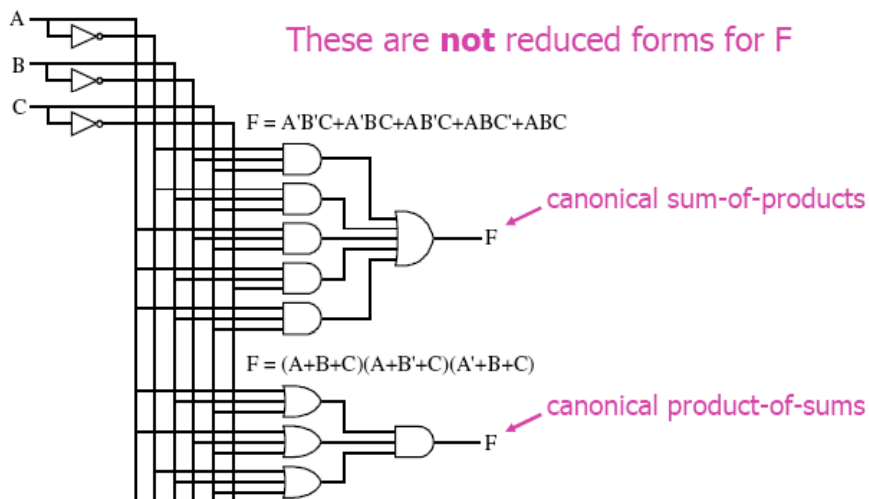 A
These are not reduced forms for F
B
C
F = A'B'C+A'BC+AB'C+ABC'+ABC
canonical sum-of-products
F
F = (A+B+C)(A+B'+C)(A'+B+C)
canonical product-of-sums
F